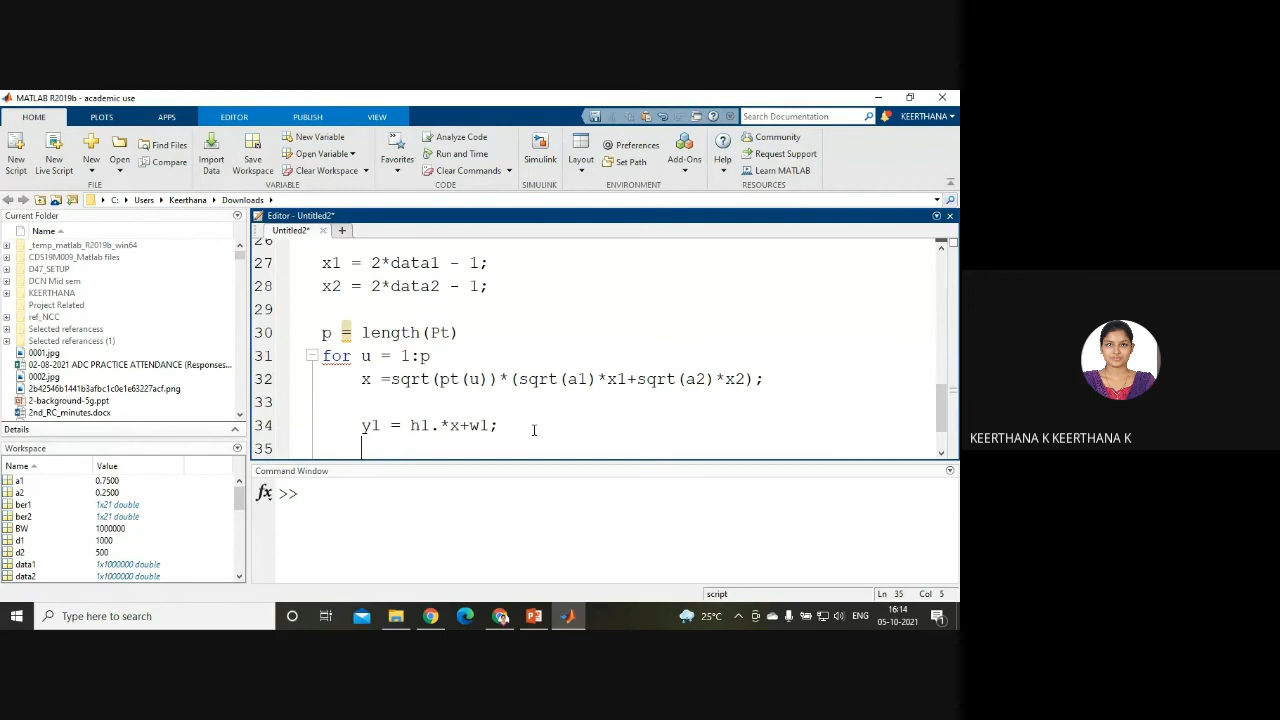 MATLAB R2019b - academic use
HOME PLOTS APPS EDITOR PUBLISH VIEW Search Documentation KEERTHANA
New Script
New Live Script
New
Open
Find Files
Compare
FILE
Import Data
Save Workspace
New Variable
Open Variable
Clear Workspace
VARIABLE
Favorites
Analyze Code
Run and Time
Clear Commands
CODE
Simulink
SIMULINK
Layout
Preferences
Set Path
Add-Ons
ENVIRONMENT
Help
Community
Request Support
Learn MATLAB
RESOURCES
C: Users Keerthana Downloads
Current Folder
Name
_temp_matlab_R2019b_win64
CDS19M009_Matlab files
D47_SETUP
DCN Mid sem
KEERTHANA
Project Related
ref_NCC
Selected referancess
Selected referancess (1)
0001.jpg
02-08-2021 ADC PRACTICE ATTENDANCE (Responses...
0002.jpg
2b42546b1441b3afbc1c0e1e63257acf.png
2-background-5g.ppt
2nd_RC_minutes.docx
Details
Workspace
Name Value
a1 0.7500
a2 0.2500
ber1 1x21 double
ber2 1x21 double
BW 1000000
d1 1000
d2 500
data1 1x1000000 double
data2 1x1000000 double
Editor - Untitled2*
Untitled2*
26
27 x1 = 2*data1 - 1;
28 x2 = 2*data2 - 1;
29
30 p = length(Pt)
31 for u = 1:p
32 x =sqrt(pt(u))*(sqrt(a1)*x1+sqrt(a2)*x2);
33
34 y1 = h1.*x+w1;
35
Command Window
fx >>
script Ln 35 Col 5
Type here to search
25°C ENG 16:14
05-10-2021
KEERTHANA K KEERTHANA K